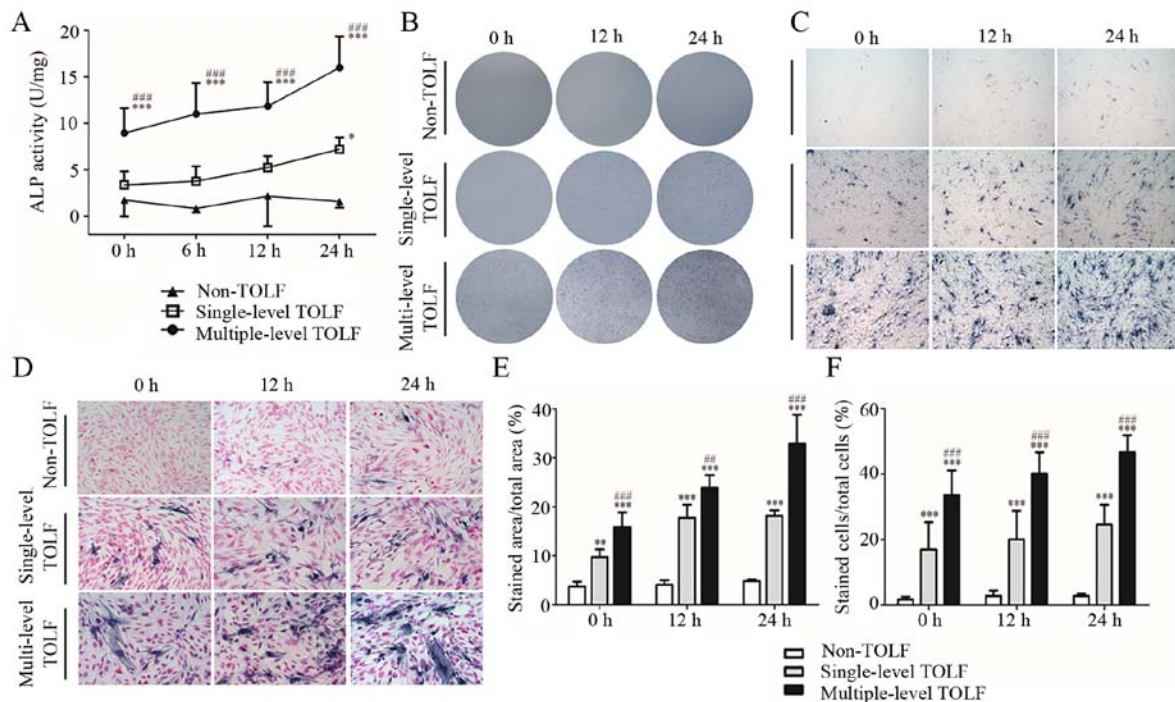 A
ALP activity (U/mg)
20
15
10
5
0
###
***
###
***
###
***
###
***
*
0 h
6 h
12 h
24 h
Non-TOLF
Single-level TOLF
Multiple-level TOLF
B
0 h
12 h
24 h
Non-TOLF
Single-level
TOLF
Multi-level
TOLF
C
0 h
12 h
24 h
D
0 h
12 h
24 h
Non-TOLF
Single-level
TOLF
Multi-level
TOLF
E
Stained area/total area (%)
40
30
20
10
0
**
###
***
***
##
***
***
###
***
0 h
12 h
24 h
F
Stained cells/total cells (%)
60
40
20
0
***
###
***
***
###
***
***
###
***
0 h
12 h
24 h
Non-TOLF
Single-level TOLF
Multiple-level TOLF